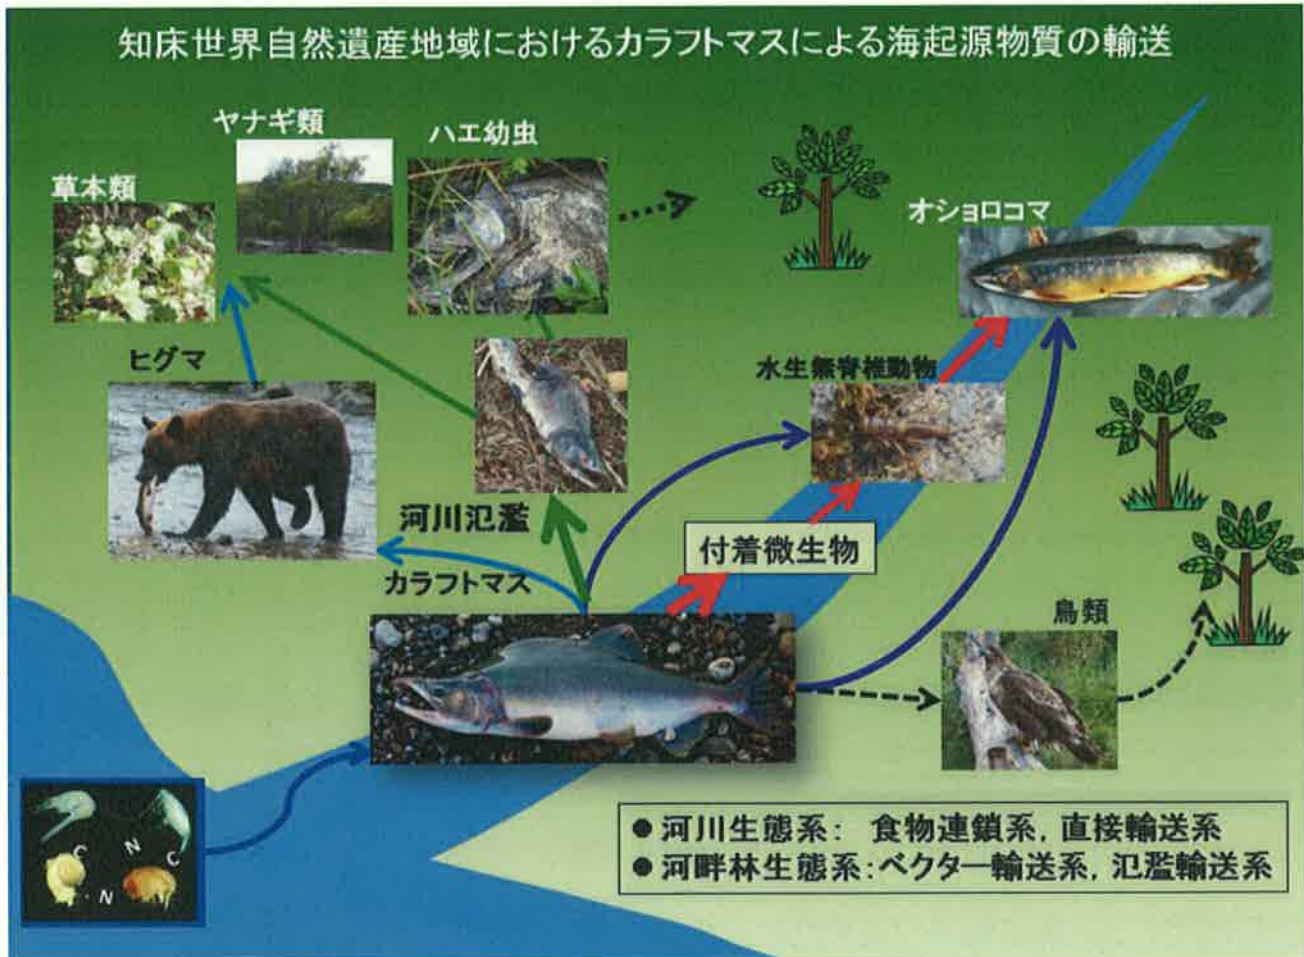 知床世界自然遺産地域におけるカラフトマスによる海起源物質の輸送
ヤナギ類
ハエ幼虫
草本類
オショロコマ
ヒグマ
水生無脊椎動物
河川氾濫
付着微生物
カラフトマス
鳥類
C N C
N
● 河川生態系: 食物連鎖系, 直接輸送系
● 河畔林生態系:ベクター輸送系, 氾濫輸送系